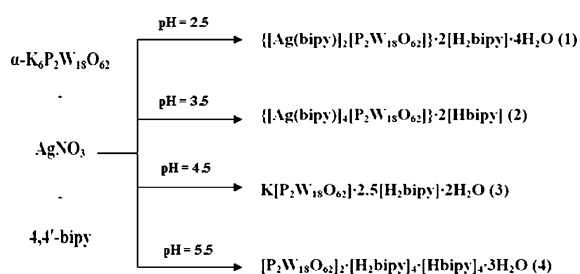 pH = 2.5
{[Ag(bipy)]₂[P₂W₁₈O₆₂]}·2[H₂bipy]·4H₂O (1)
α-K₆P₂W₁₈O₆₂
-
pH = 3.5
{[Ag(bipy)]₄[P₂W₁₈O₆₂]}·2[Hbipy] (2)
AgNO₃
pH = 4.5
K[P₂W₁₈O₆₂]·2.5[H₂bipy]·2H₂O (3)
-
4,4′-bipy
pH = 5.5
[P₂W₁₈O₆₂]₂·[H₂bipy]₄·[Hbipy]₄·3H₂O (4)